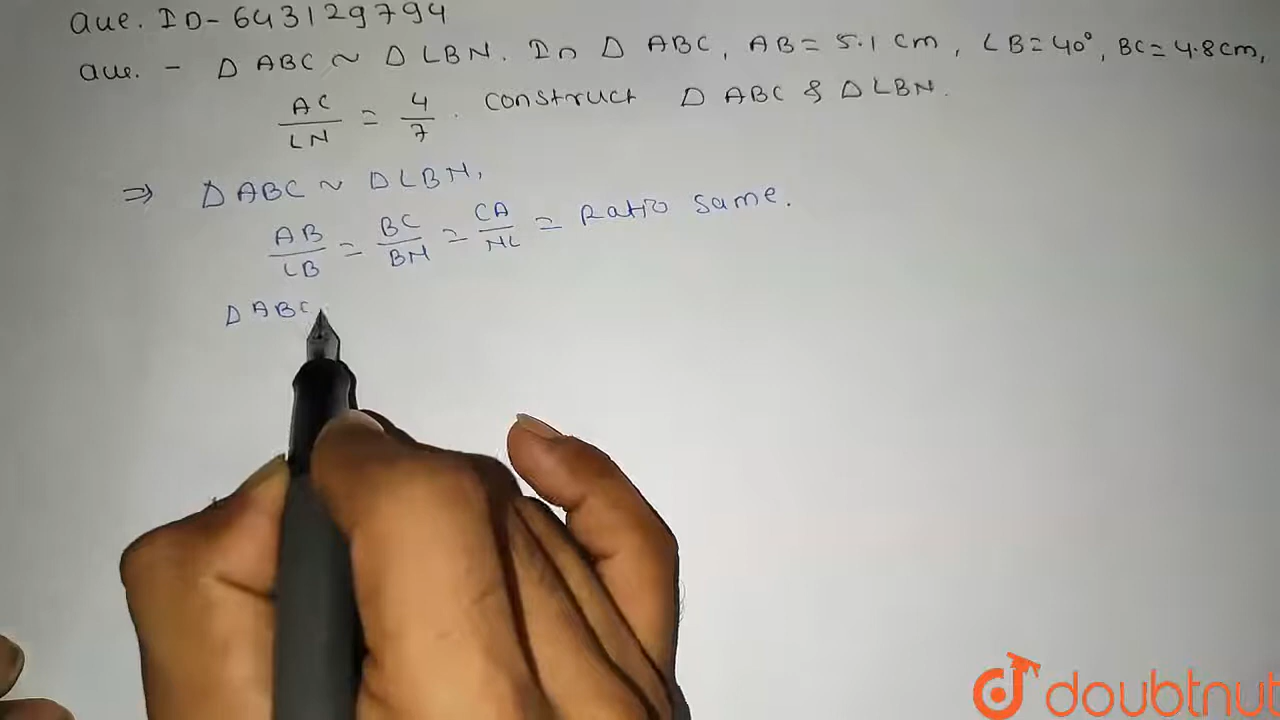 Que. ID-643129794
Que. - Δ ABC ~ Δ LBN. In Δ ABC, AB = 5.1 cm, ∠B = 40°, BC = 4.8 cm,
AC/LN = 4/7. construct Δ ABC & Δ LBN.
⇒ Δ ABC ~ Δ LBN,
AB/LB = BC/BN = CA/NL = Ratio same.
Δ ABC
doubtnut